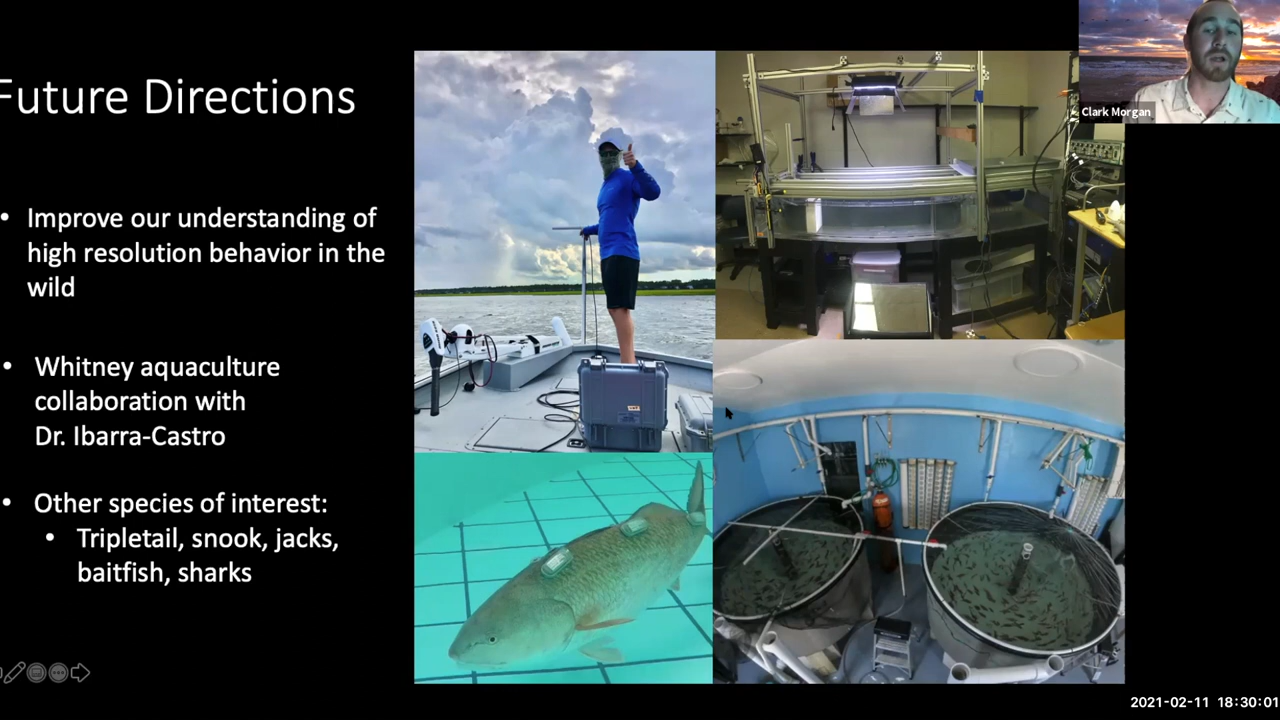 Future Directions
• Improve our understanding of
high resolution behavior in the
wild
• Whitney aquaculture
collaboration with
Dr. Ibarra-Castro
• Other species of interest:
• Tripletail, snook, jacks,
baitfish, sharks
Clark Morgan
2021-02-11 18:30:01